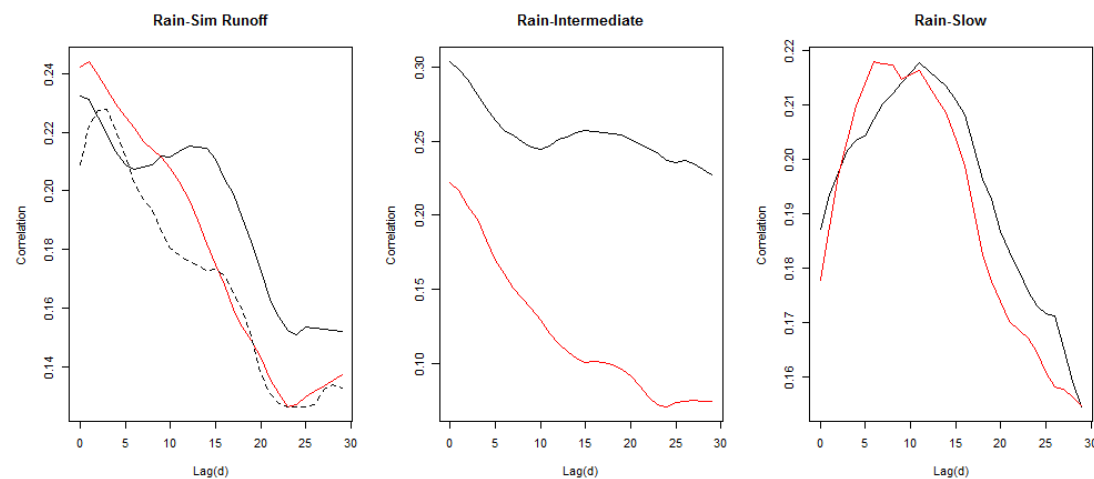 Rain-Sim Runoff
Correlation
0.24
0.22
0.20
0.18
0.16
0.14
0 5 10 15 20 25 30
Lag(d)
Rain-Intermediate
Correlation
0.30
0.25
0.20
0.15
0.10
0 5 10 15 20 25 30
Lag(d)
Rain-Slow
Correlation
0.22
0.21
0.20
0.19
0.18
0.17
0.16
0 5 10 15 20 25 30
Lag(d)